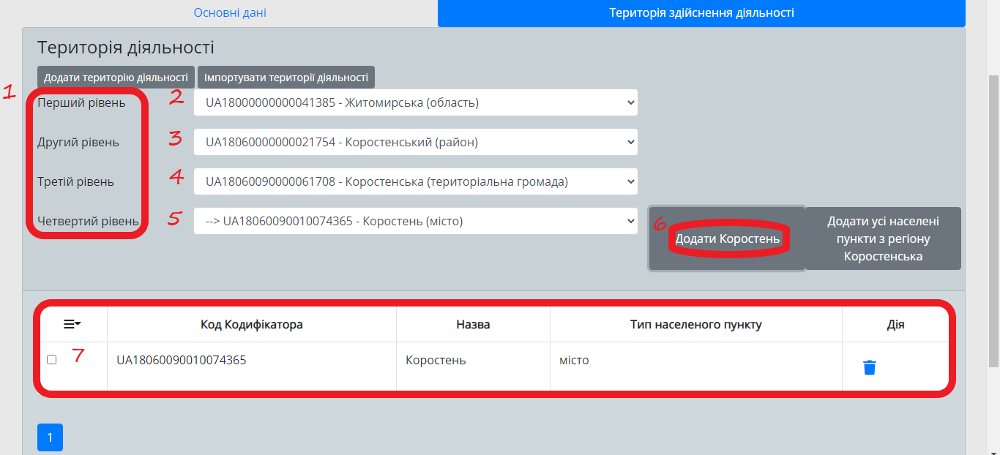 Основні дані
Територія здійснення діяльності
Територія діяльності
Додати територію діяльності
Імпортувати території діяльності
1
Перший рівень
2
UA18000000000041385 - Житомирська (область)
Другий рівень
3
UA18060000000021754 - Коростенський (район)
Третій рівень
4
UA18060090000061708 - Коростенська (територіальна громада)
Четвертий рівень
5
--> UA18060090010074365 - Коростень (місто)
6
Додати Коростень
Додати усі населені
пункти з регіону
Коростенська
Код Кодифікатора
Назва
Тип населеного пункту
Дія
7
UA18060090010074365
Коростень
місто
1